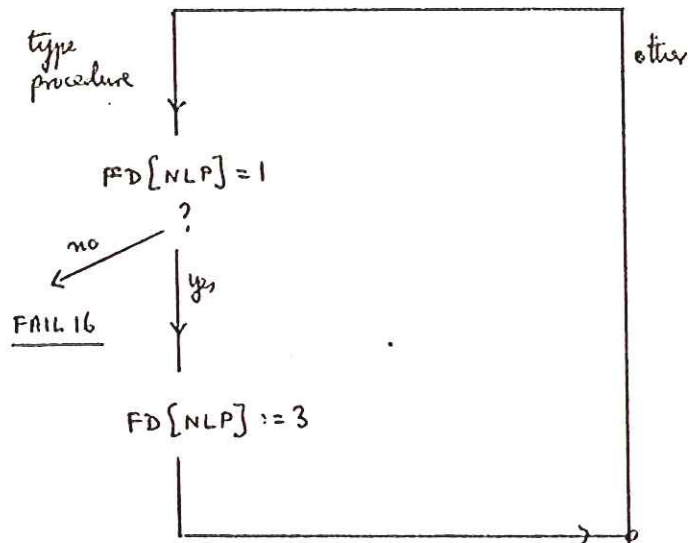 type
procedure
other
FD[NLP] = 1
?
no
yes
FAIL 16
FD[NLP] := 3